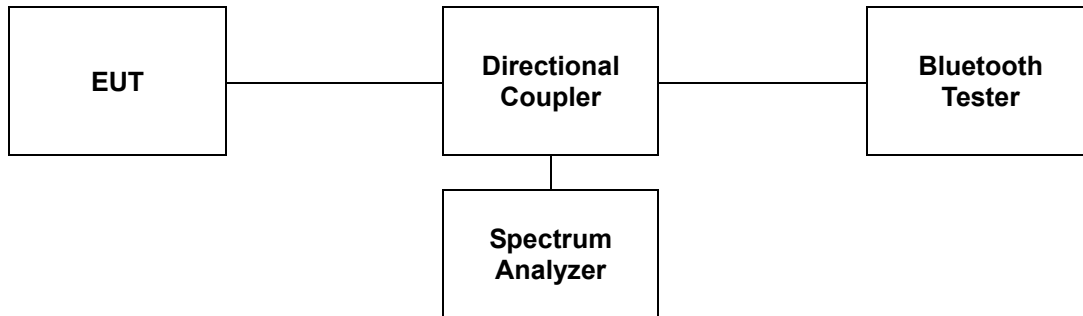 EUT
Directional
Coupler
Bluetooth
Tester
Spectrum
Analyzer